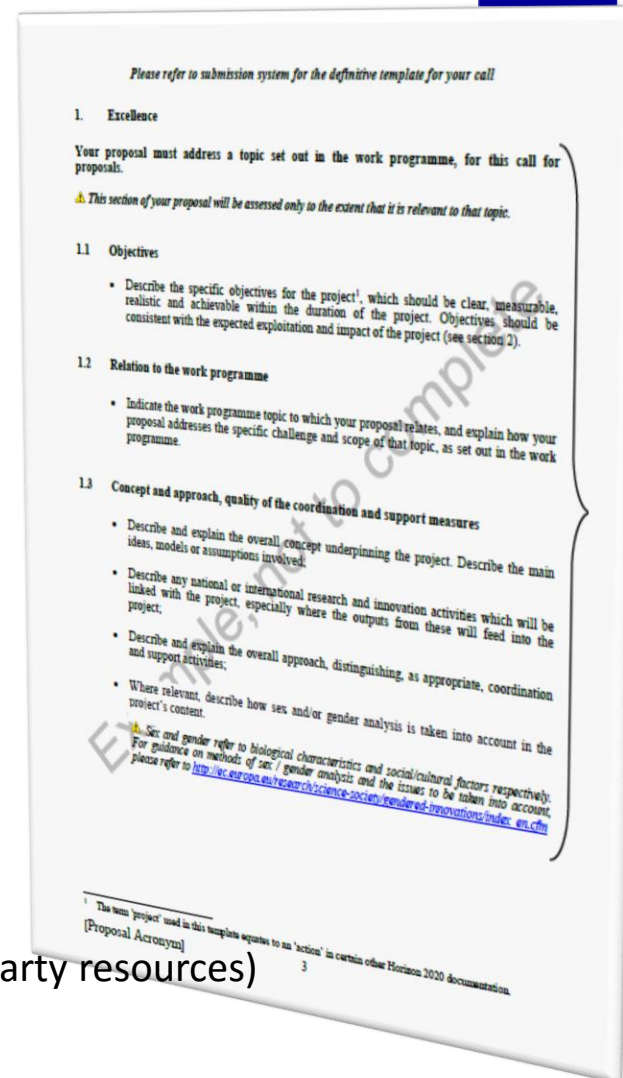 Please refer to submission system for the definitive template for your call
1. Excellence
Your proposal must address a topic set out in the work programme, for this call for
proposals.
⚠ This section of your proposal will be assessed only to the extent that it is relevant to that topic.
1.1 Objectives
• Describe the specific objectives for the project¹, which should be clear, measurable,
realistic and achievable within the duration of the project. Objectives should be
consistent with the expected exploitation and impact of the project (see section 2).
1.2 Relation to the work programme
• Indicate the work programme topic to which your proposal relates, and explain how your
proposal addresses the specific challenge and scope of that topic, as set out in the work
programme.
1.3 Concept and approach, quality of the coordination and support measures
• Describe and explain the overall concept underpinning the project. Describe the main
ideas, models or assumptions involved;
• Describe any national or international research and innovation activities which will be
linked with the project, especially where the outputs from these will feed into the
project;
• Describe and explain the overall approach, distinguishing, as appropriate, coordination
and support activities;
• Where relevant, describe how sex and/or gender analysis is taken into account in the
project's content.
⚠ Sex and gender refer to biological characteristics and social/cultural factors respectively.
For guidance on methods of sex / gender analysis and the issues to be taken into account,
please refer to http://ec.europa.eu/research/science-society/gendered-innovations/index_en.cfm
Example, not to complete
¹ The term 'project' used in this template equates to an 'action' in certain other Horizon 2020 documentation.
[Proposal Acronym]
3
arty resources)